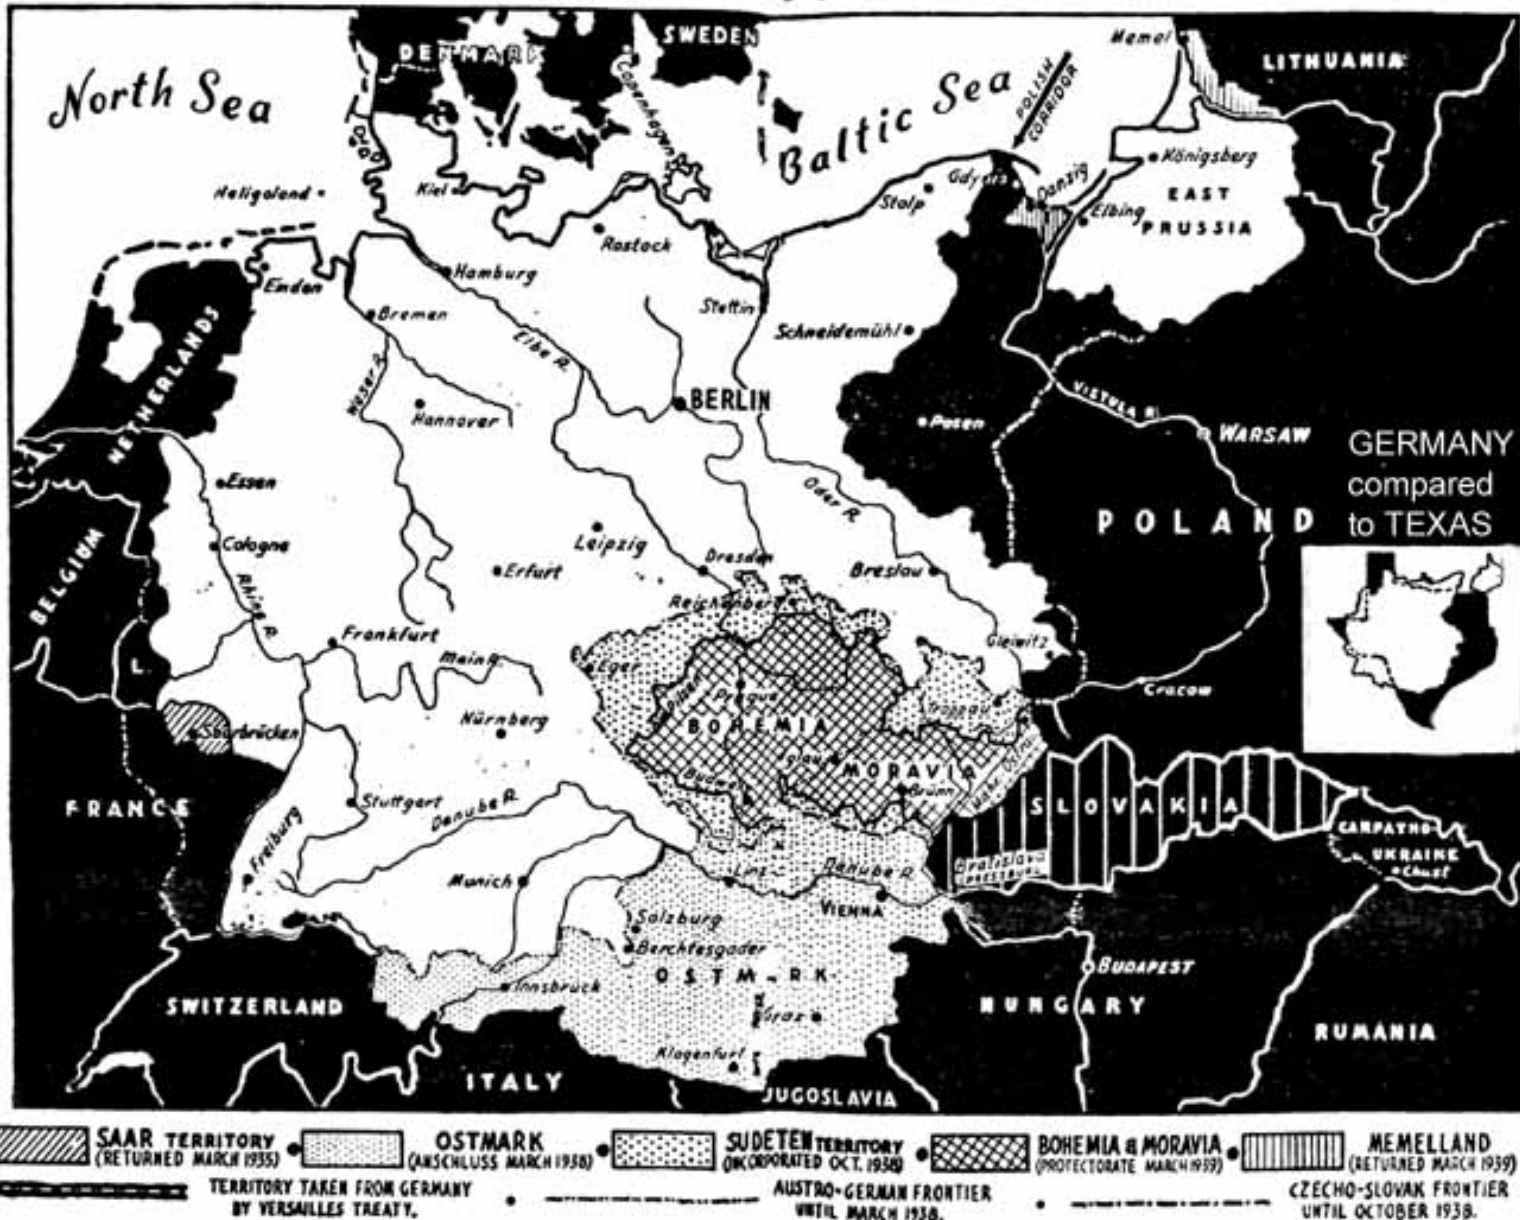 North Sea
DENMARK
SWEDEN
Copenhagen
Baltic Sea
POLISH
CORRIDOR
Memel
LITHUANIA
Heligoland
Kiel
Rostock
Stolp
Gdynia
Danzig
Elbing
Königsberg
EAST
PRUSSIA
Emden
Hamburg
Bremen
Stettin
Schneidemühl
NETHERLANDS
Weser R.
Elbe R.
Hannover
BERLIN
Posen
VISTULA R.
WARSAW
GERMANY
compared
to TEXAS
Essen
Cologne
Rhine R.
BELGIUM
L.
Erfurt
Leipzig
Dresden
Oder R.
Breslau
POLAND
Reichenberg
Gleiwitz
Cracow
Frankfurt
Main R.
Eger
Pilsen
Prague
BOHEMIA
Troppau
Saarbrücken
Nürnberg
Iglau
MORAVIA
Brünn
Budweis
Mähr. Ostrau
FRANCE
Stuttgart
Danube R.
SLOVAKIA
CARPATHO-
UKRAINE
Chust
Freiburg
Munich
Linz
Danube R.
VIENNA
Bratislava
Salzburg
Berchtesgaden
OSTMARK
Innsbruck
Graz
Klagenfurt
BUDAPEST
HUNGARY
RUMANIA
SWITZERLAND
ITALY
JUGOSLAVIA
SAAR TERRITORY
(RETURNED MARCH 1935)
OSTMARK
(ANSCHLUSS MARCH 1938)
SUDETEN TERRITORY
(INCORPORATED OCT. 1938)
BOHEMIA & MORAVIA
(PROTECTORATE MARCH 1939)
MEMELLAND
(RETURNED MARCH 1939)
TERRITORY TAKEN FROM GERMANY
BY VERSAILLES TREATY.
AUSTRO-GERMAN FRONTIER
UNTIL MARCH 1938.
CZECHO-SLOVAK FRONTIER
UNTIL OCTOBER 1938.